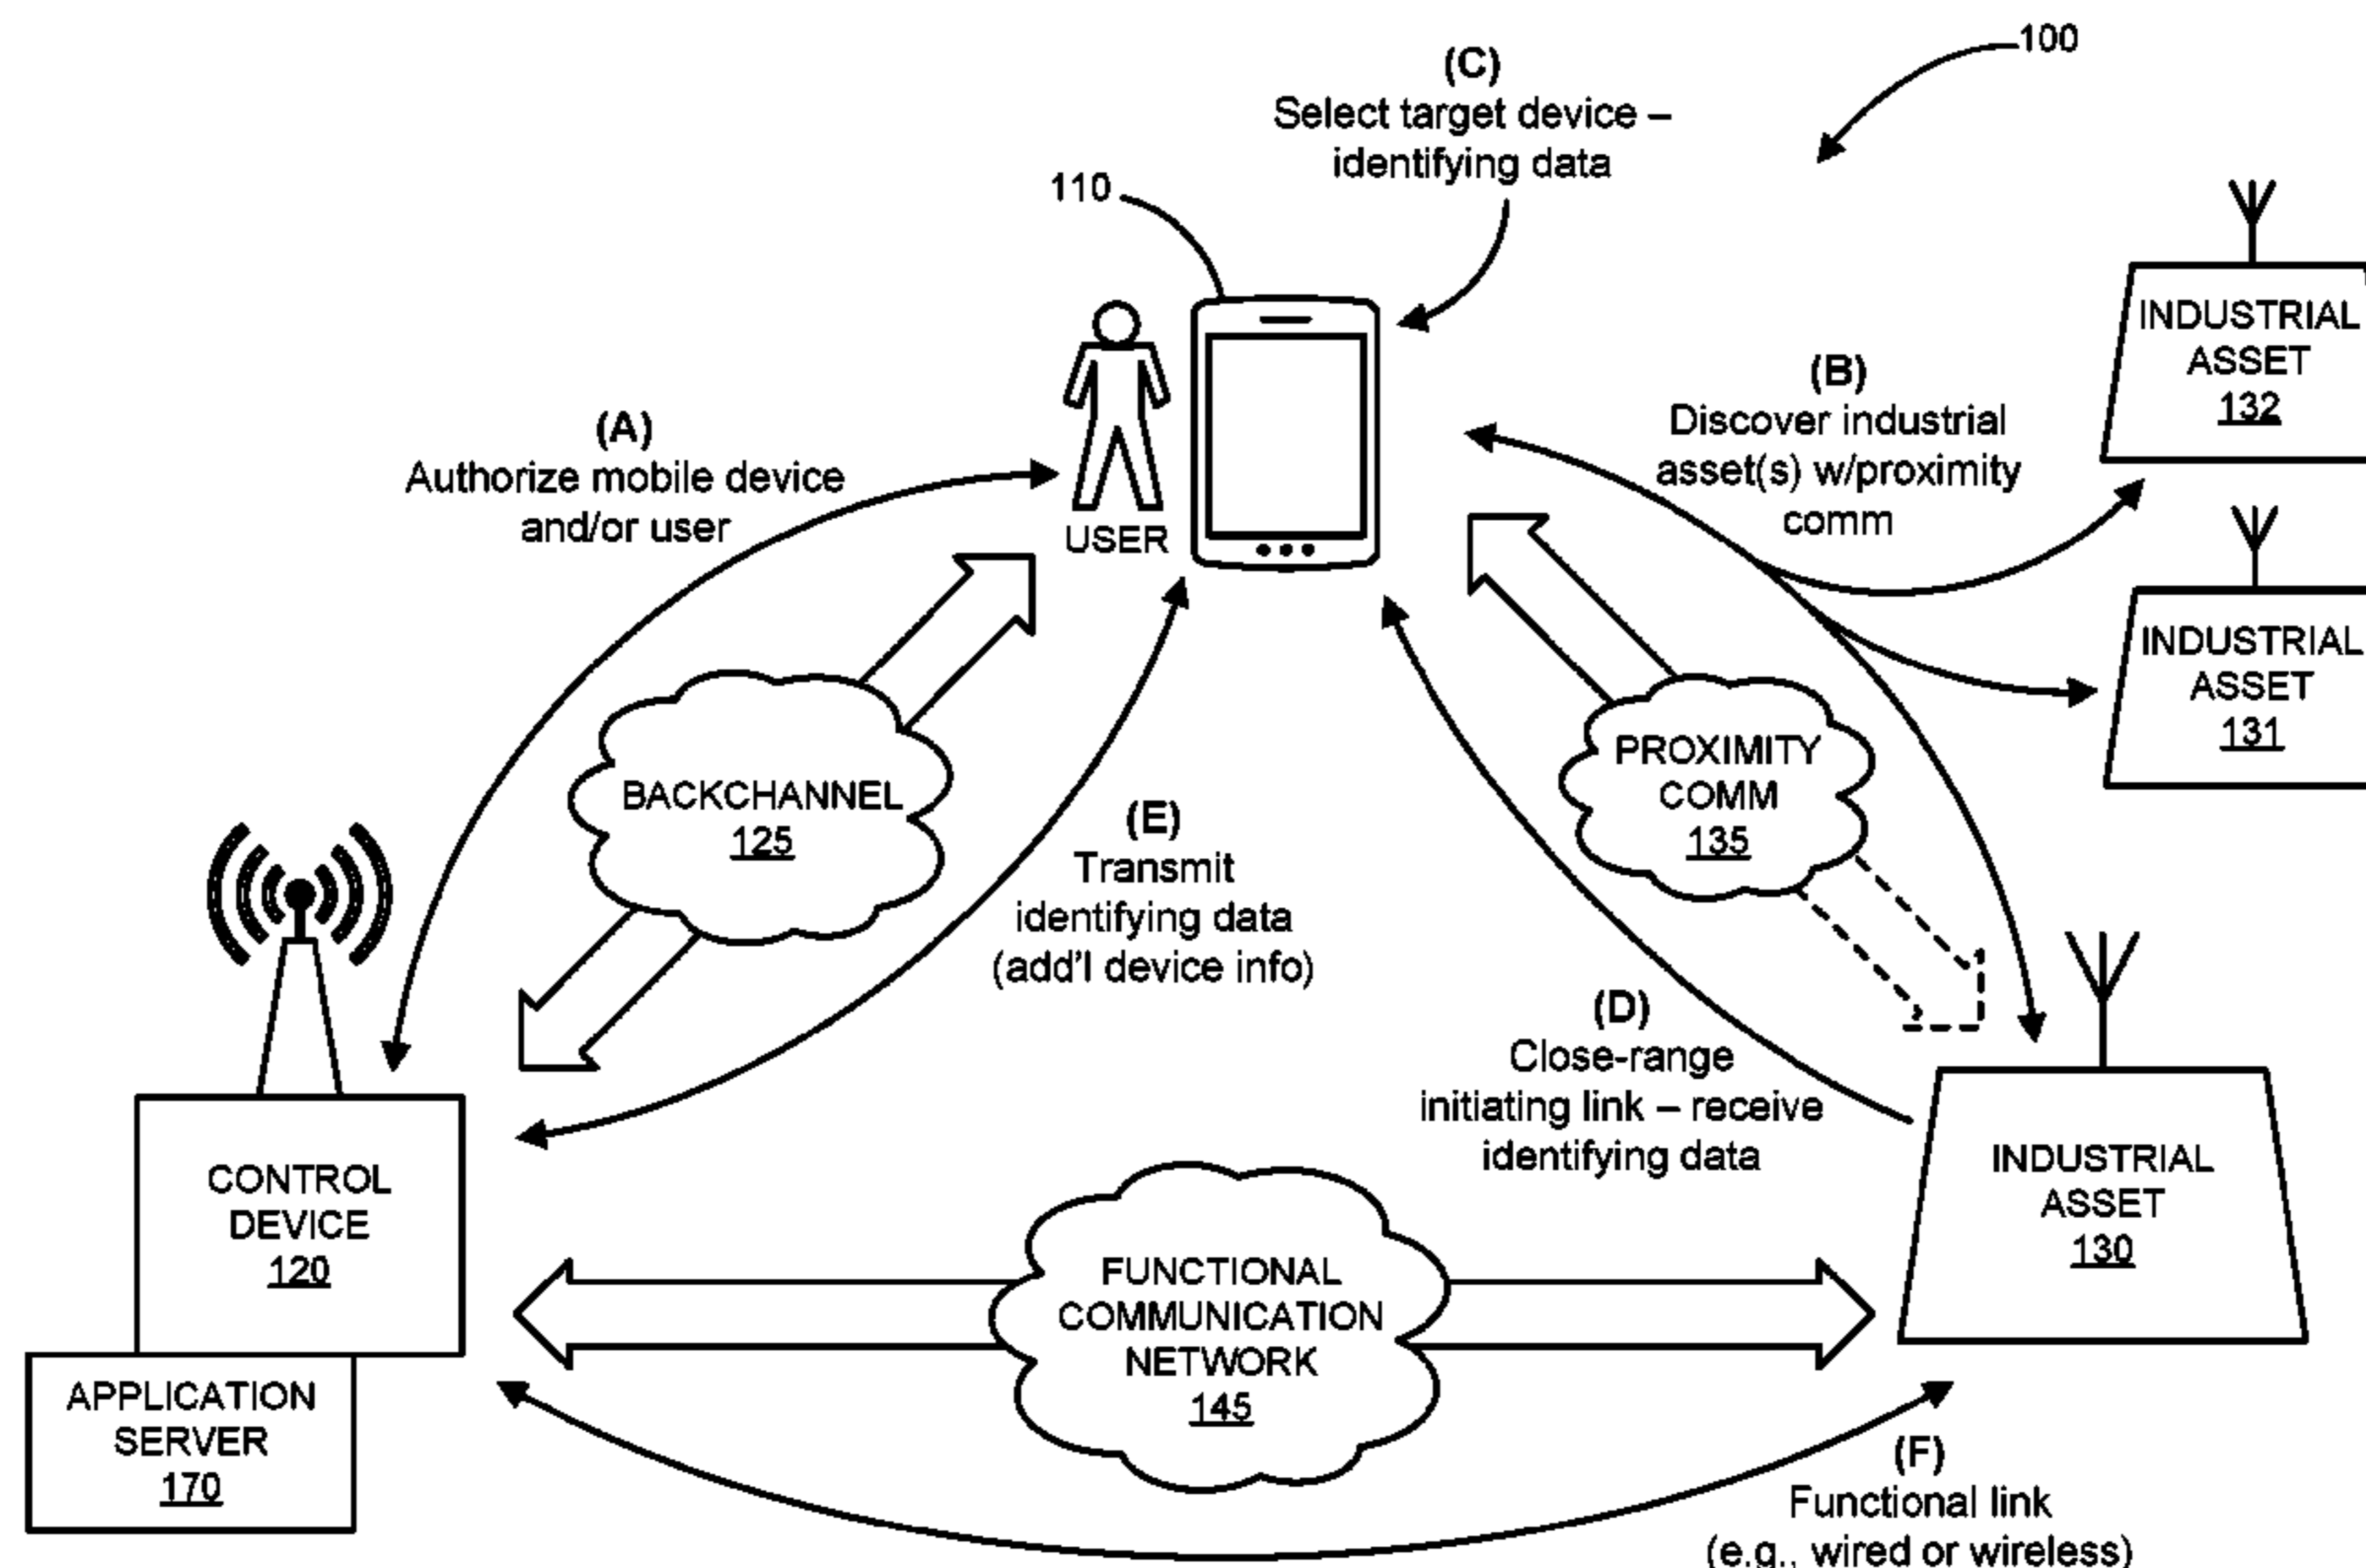 100
(C)
Select target device –
identifying data
110
INDUSTRIAL
ASSET
132
(B)
Discover industrial
asset(s) w/proximity
comm
(A)
Authorize mobile device
and/or user
USER
INDUSTRIAL
ASSET
131
PROXIMITY
COMM
135
BACKCHANNEL
125
(E)
Transmit
identifying data
(add'l device info)
(D)
Close-range
initiating link – receive
identifying data
INDUSTRIAL
ASSET
130
CONTROL
DEVICE
120
FUNCTIONAL
COMMUNICATION
NETWORK
145
APPLICATION
SERVER
170
(F)
Functional link
(e.g., wired or wireless)